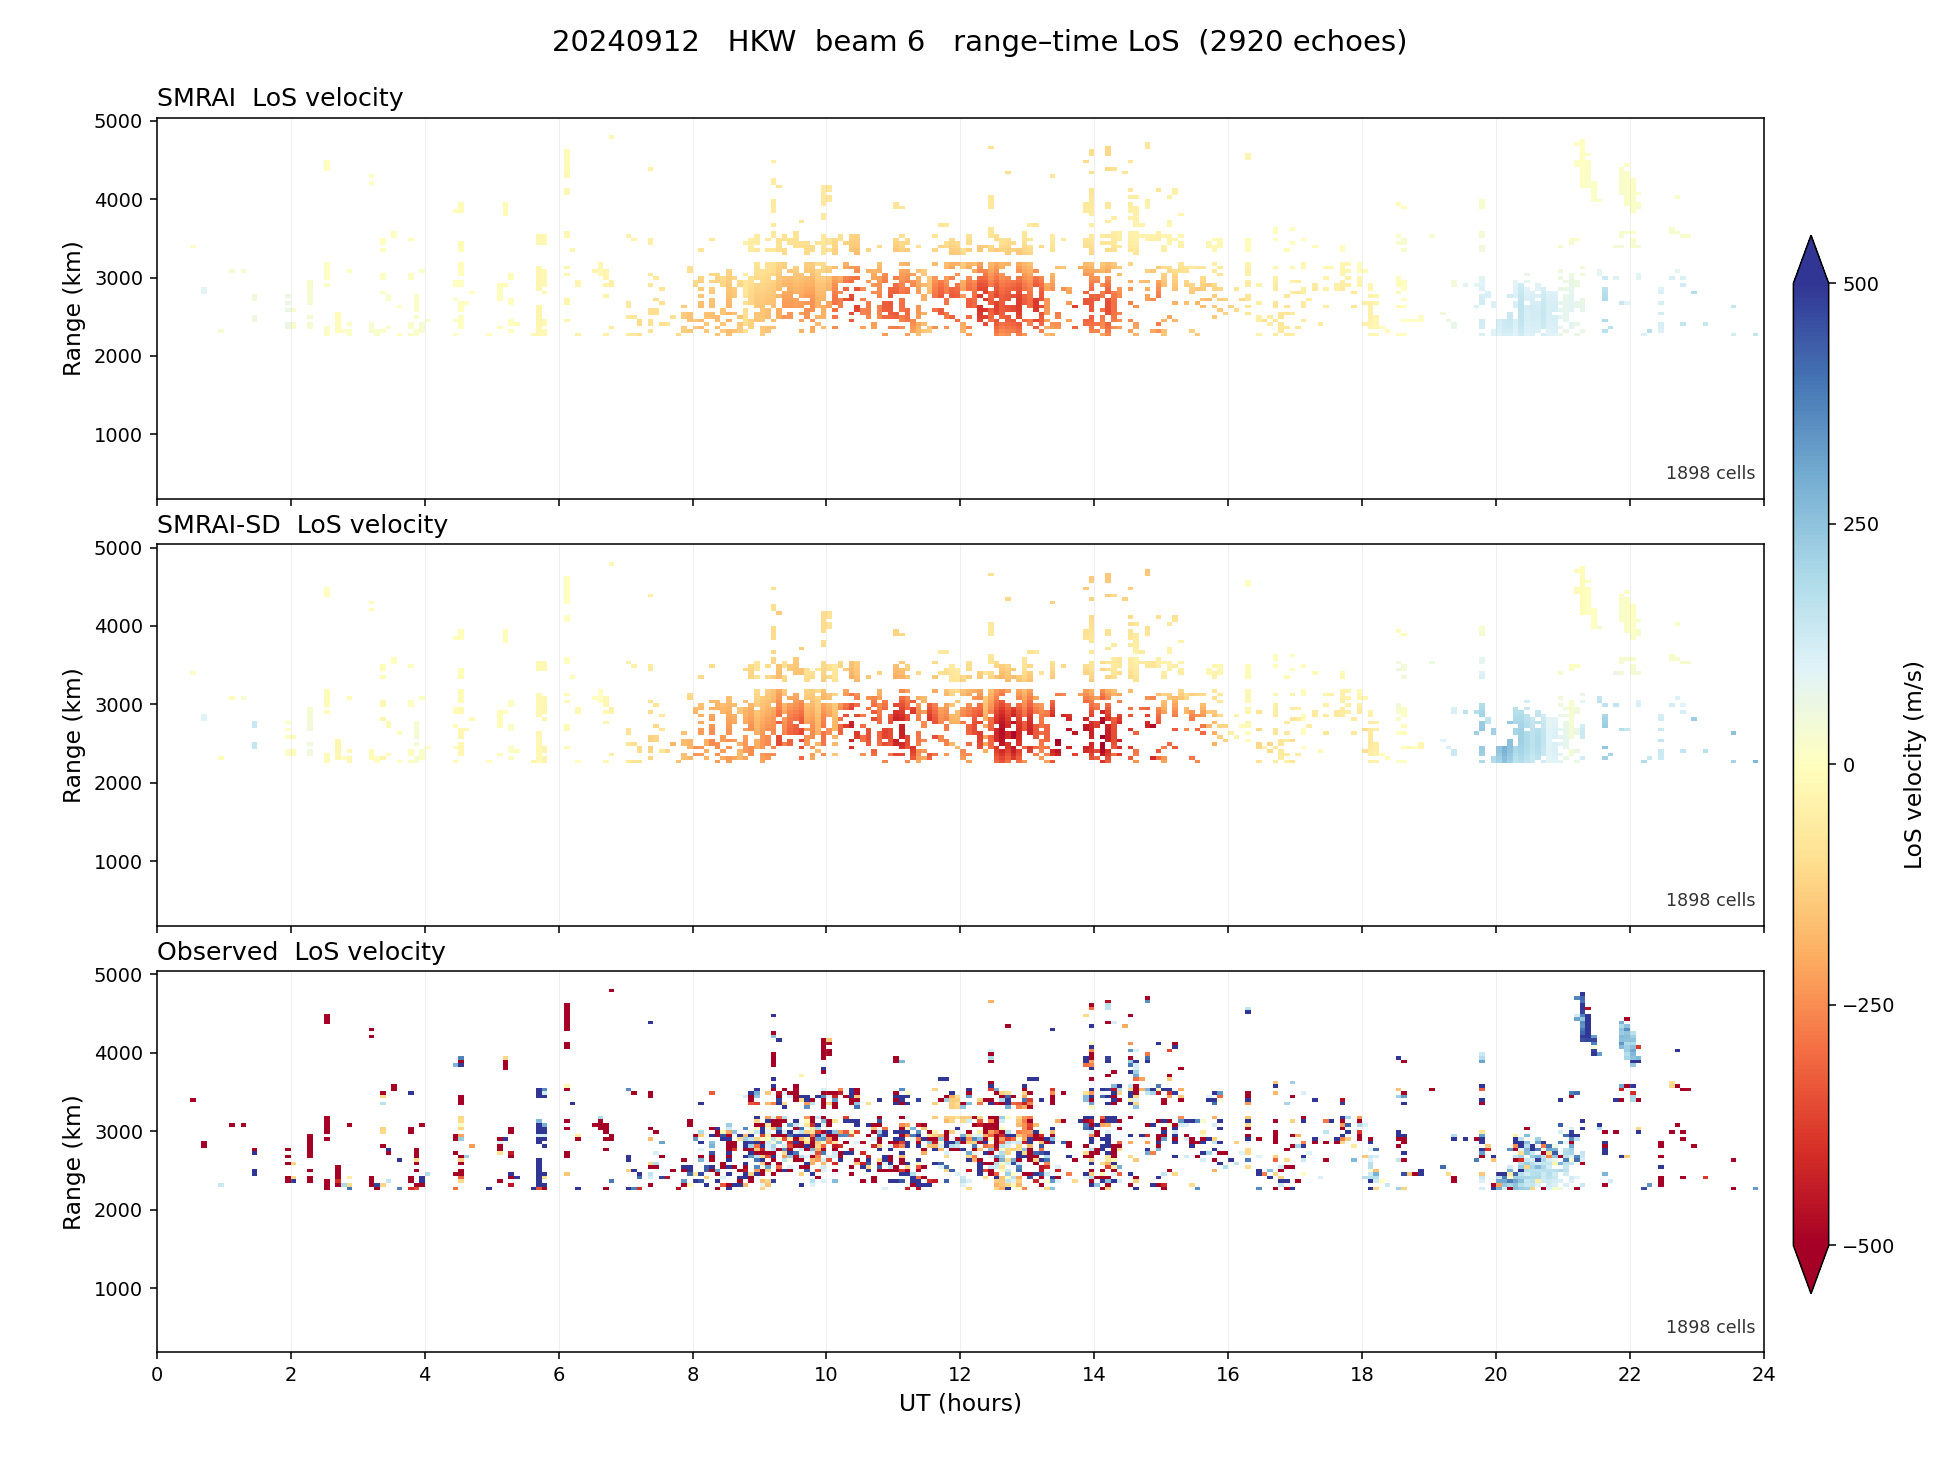 20240912   HKW  beam 6   range–time LoS  (2920 echoes)
SMRAI  LoS velocity
5000
4000
3000
2000
1000
Range (km)
1898 cells
SMRAI-SD  LoS velocity
5000
4000
3000
2000
1000
Range (km)
1898 cells
Observed  LoS velocity
5000
4000
3000
2000
1000
Range (km)
1898 cells
0 2 4 6 8 10 12 14 16 18 20 22 24
UT (hours)
500
250
0
−250
−500
LoS velocity (m/s)